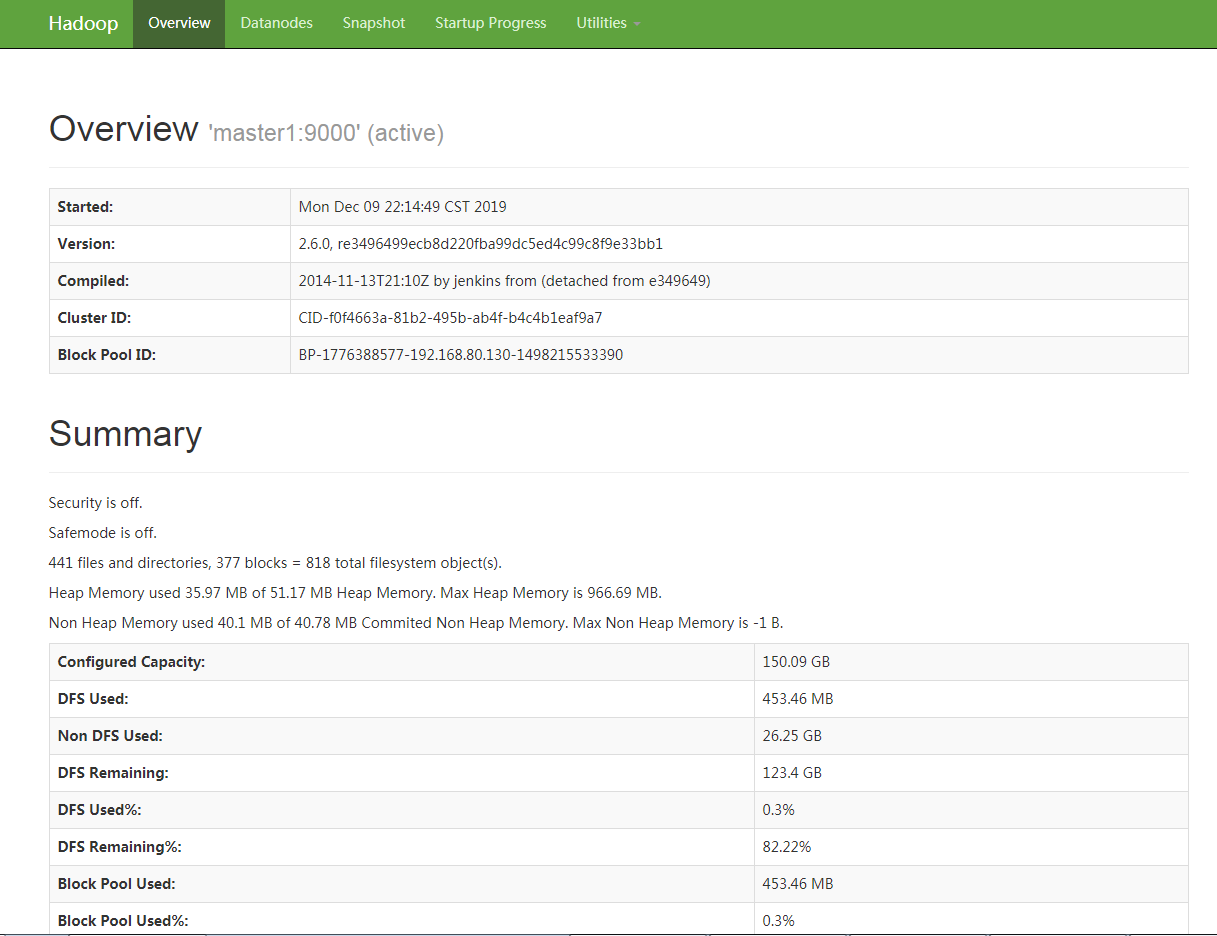 Hadoop Overview Datanodes Snapshot Startup Progress Utilities
Overview 'master1:9000' (active)
Started: Mon Dec 09 22:14:49 CST 2019
Version: 2.6.0, re3496499ecb8d220fba99dc5ed4c99c8f9e33bb1
Compiled: 2014-11-13T21:10Z by jenkins from (detached from e349649)
Cluster ID: CID-f0f4663a-81b2-495b-ab4f-b4c4b1eaf9a7
Block Pool ID: BP-1776388577-192.168.80.130-1498215533390
Summary
Security is off.
Safemode is off.
441 files and directories, 377 blocks = 818 total filesystem object(s).
Heap Memory used 35.97 MB of 51.17 MB Heap Memory. Max Heap Memory is 966.69 MB.
Non Heap Memory used 40.1 MB of 40.78 MB Commited Non Heap Memory. Max Non Heap Memory is -1 B.
Configured Capacity: 150.09 GB
DFS Used: 453.46 MB
Non DFS Used: 26.25 GB
DFS Remaining: 123.4 GB
DFS Used%: 0.3%
DFS Remaining%: 82.22%
Block Pool Used: 453.46 MB
Block Pool Used%: 0.3%